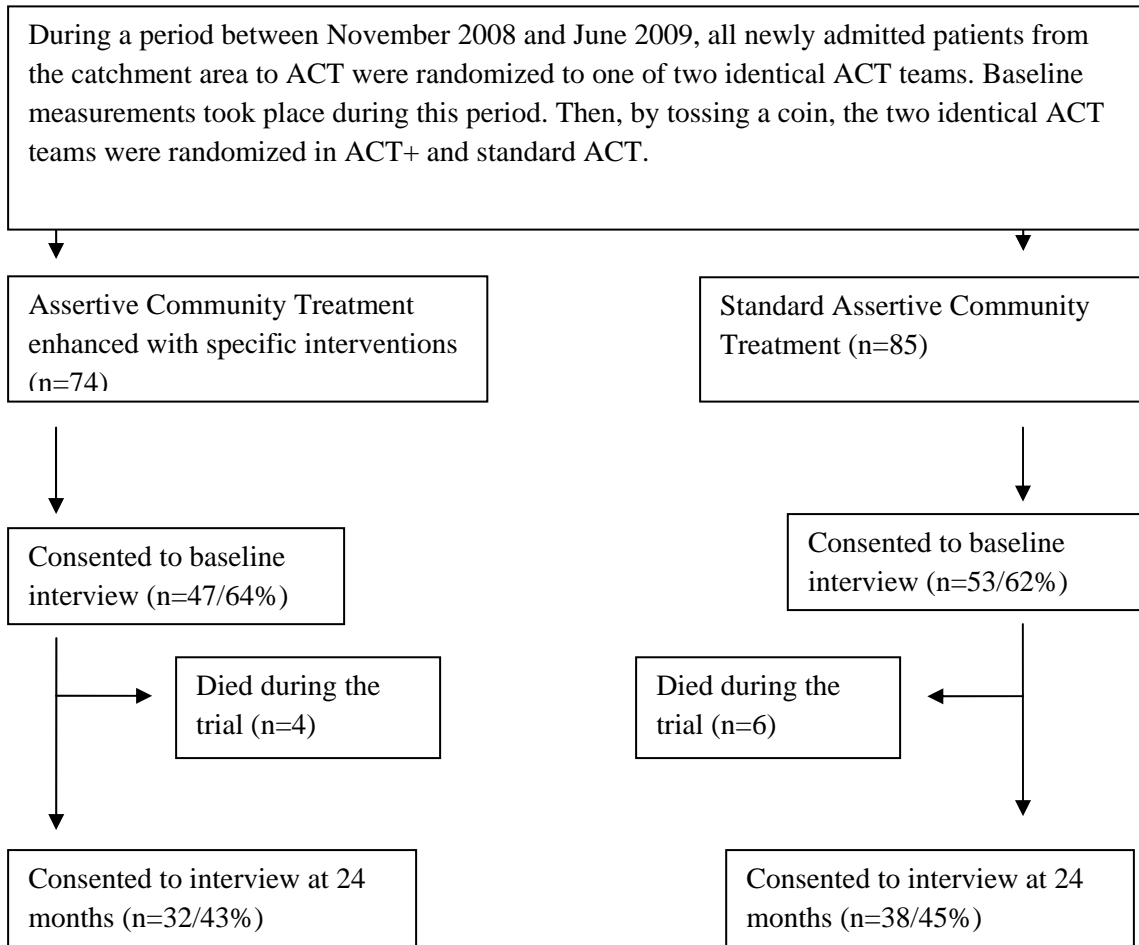 During a period between November 2008 and June 2009, all newly admitted patients from
the catchment area to ACT were randomized to one of two identical ACT teams. Baseline
measurements took place during this period. Then, by tossing a coin, the two identical ACT
teams were randomized in ACT+ and standard ACT.
Assertive Community Treatment
enhanced with specific interventions
(n=74)
Standard Assertive Community
Treatment (n=85)
Consented to baseline
interview (n=47/64%)
Consented to baseline
interview (n=53/62%)
Died during the
trial (n=4)
Died during the
trial (n=6)
Consented to interview at 24
months (n=32/43%)
Consented to interview at 24
months (n=38/45%)